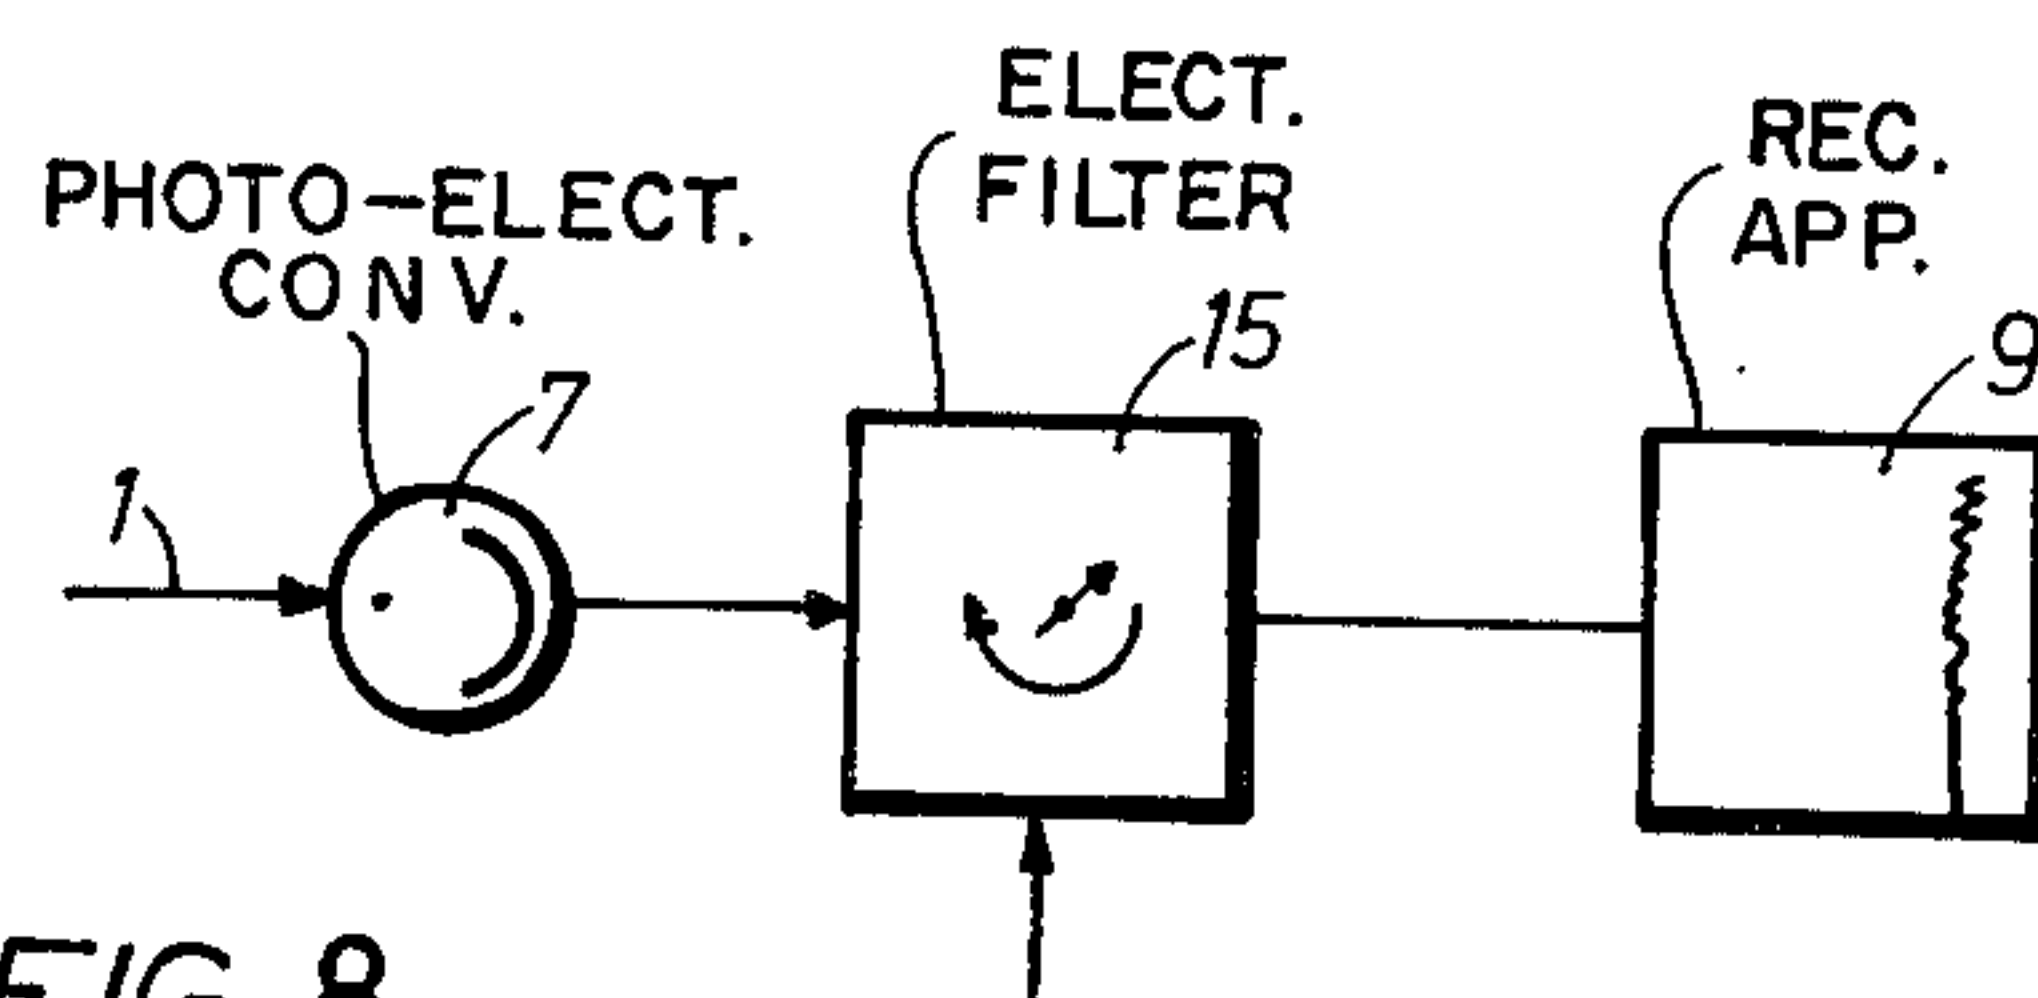 ELECT.
FILTER
REC.
APP.
PHOTO-ELECT.
CONV.
15
9
7
1
FIG. 8